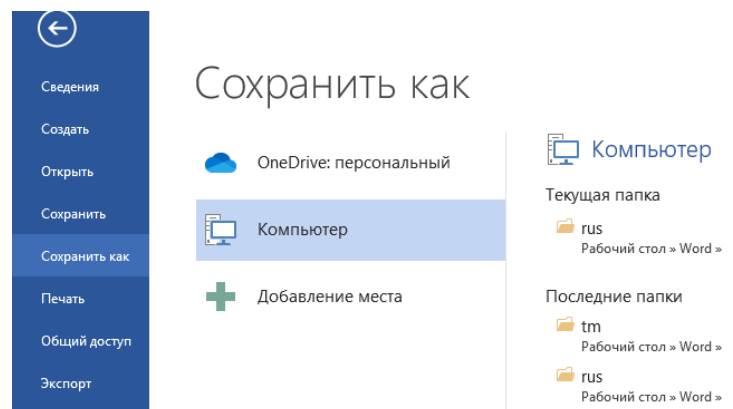 Сведения
Создать
Открыть
Сохранить
Сохранить как
Печать
Общий доступ
Экспорт
Сохранить как
OneDrive: персональный
Компьютер
Добавление места
Компьютер
Текущая папка
rus
Рабочий стол » Word »
Последние папки
tm
Рабочий стол » Word »
rus
Рабочий стол » Word »